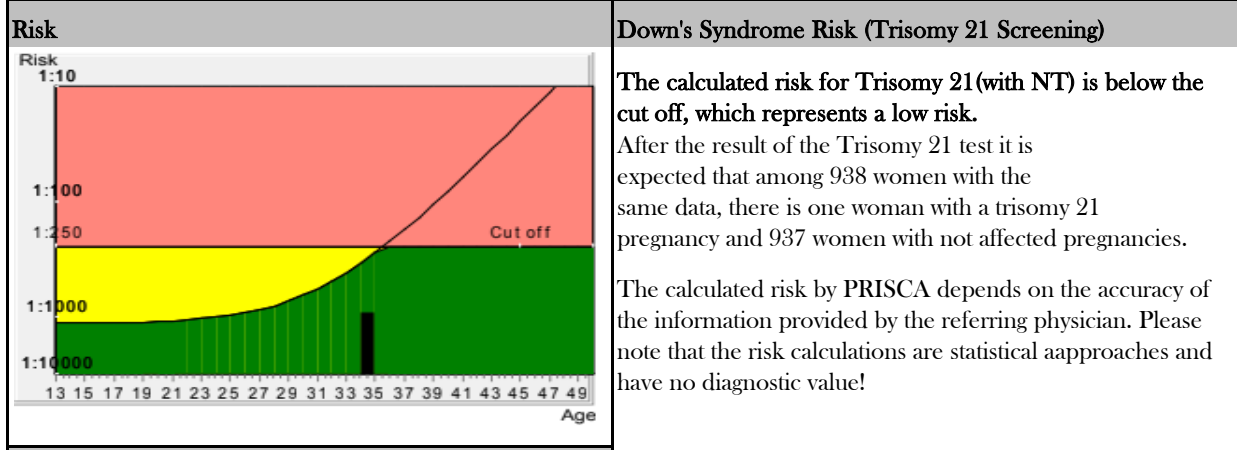 Risk
Risk
1:10
1:100
1:250
Cut off
1:1000
1:10000
13 15 17 19 21 23 25 27 29 31 33 35 37 39 41 43 45 47 49
Age
Down's Syndrome Risk (Trisomy 21 Screening)
The calculated risk for Trisomy 21(with NT) is below the
cut off, which represents a low risk.
After the result of the Trisomy 21 test it is
expected that among 938 women with the
same data, there is one woman with a trisomy 21
pregnancy and 937 women with not affected pregnancies.
The calculated risk by PRISCA depends on the accuracy of
the information provided by the referring physician. Please
note that the risk calculations are statistical aapproaches and
have no diagnostic value!